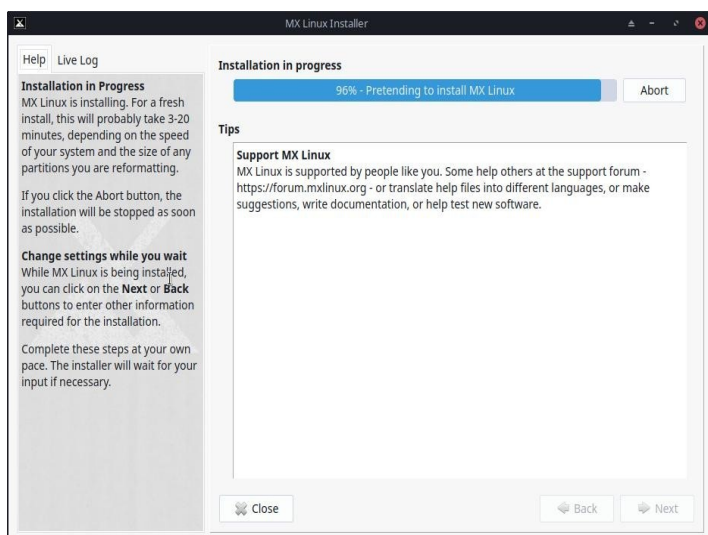 MX Linux Installer
Help
Live Log
Installation in Progress
MX Linux is installing. For a fresh
install, this will probably take 3-20
minutes, depending on the speed
of your system and the size of any
partitions you are reformatting.
If you click the Abort button, the
installation will be stopped as soon
as possible.
Change settings while you wait
While MX Linux is being installed,
you can click on the Next or Back
buttons to enter other information
required for the installation.
Complete these steps at your own
pace. The installer will wait for your
input if necessary.
Installation in progress
96% - Pretending to install MX Linux
Abort
Tips
Support MX Linux
MX Linux is supported by people like you. Some help others at the support forum -
https://forum.mxlinux.org - or translate help files into different languages, or make
suggestions, write documentation, or help test new software.
Close
Back
Next